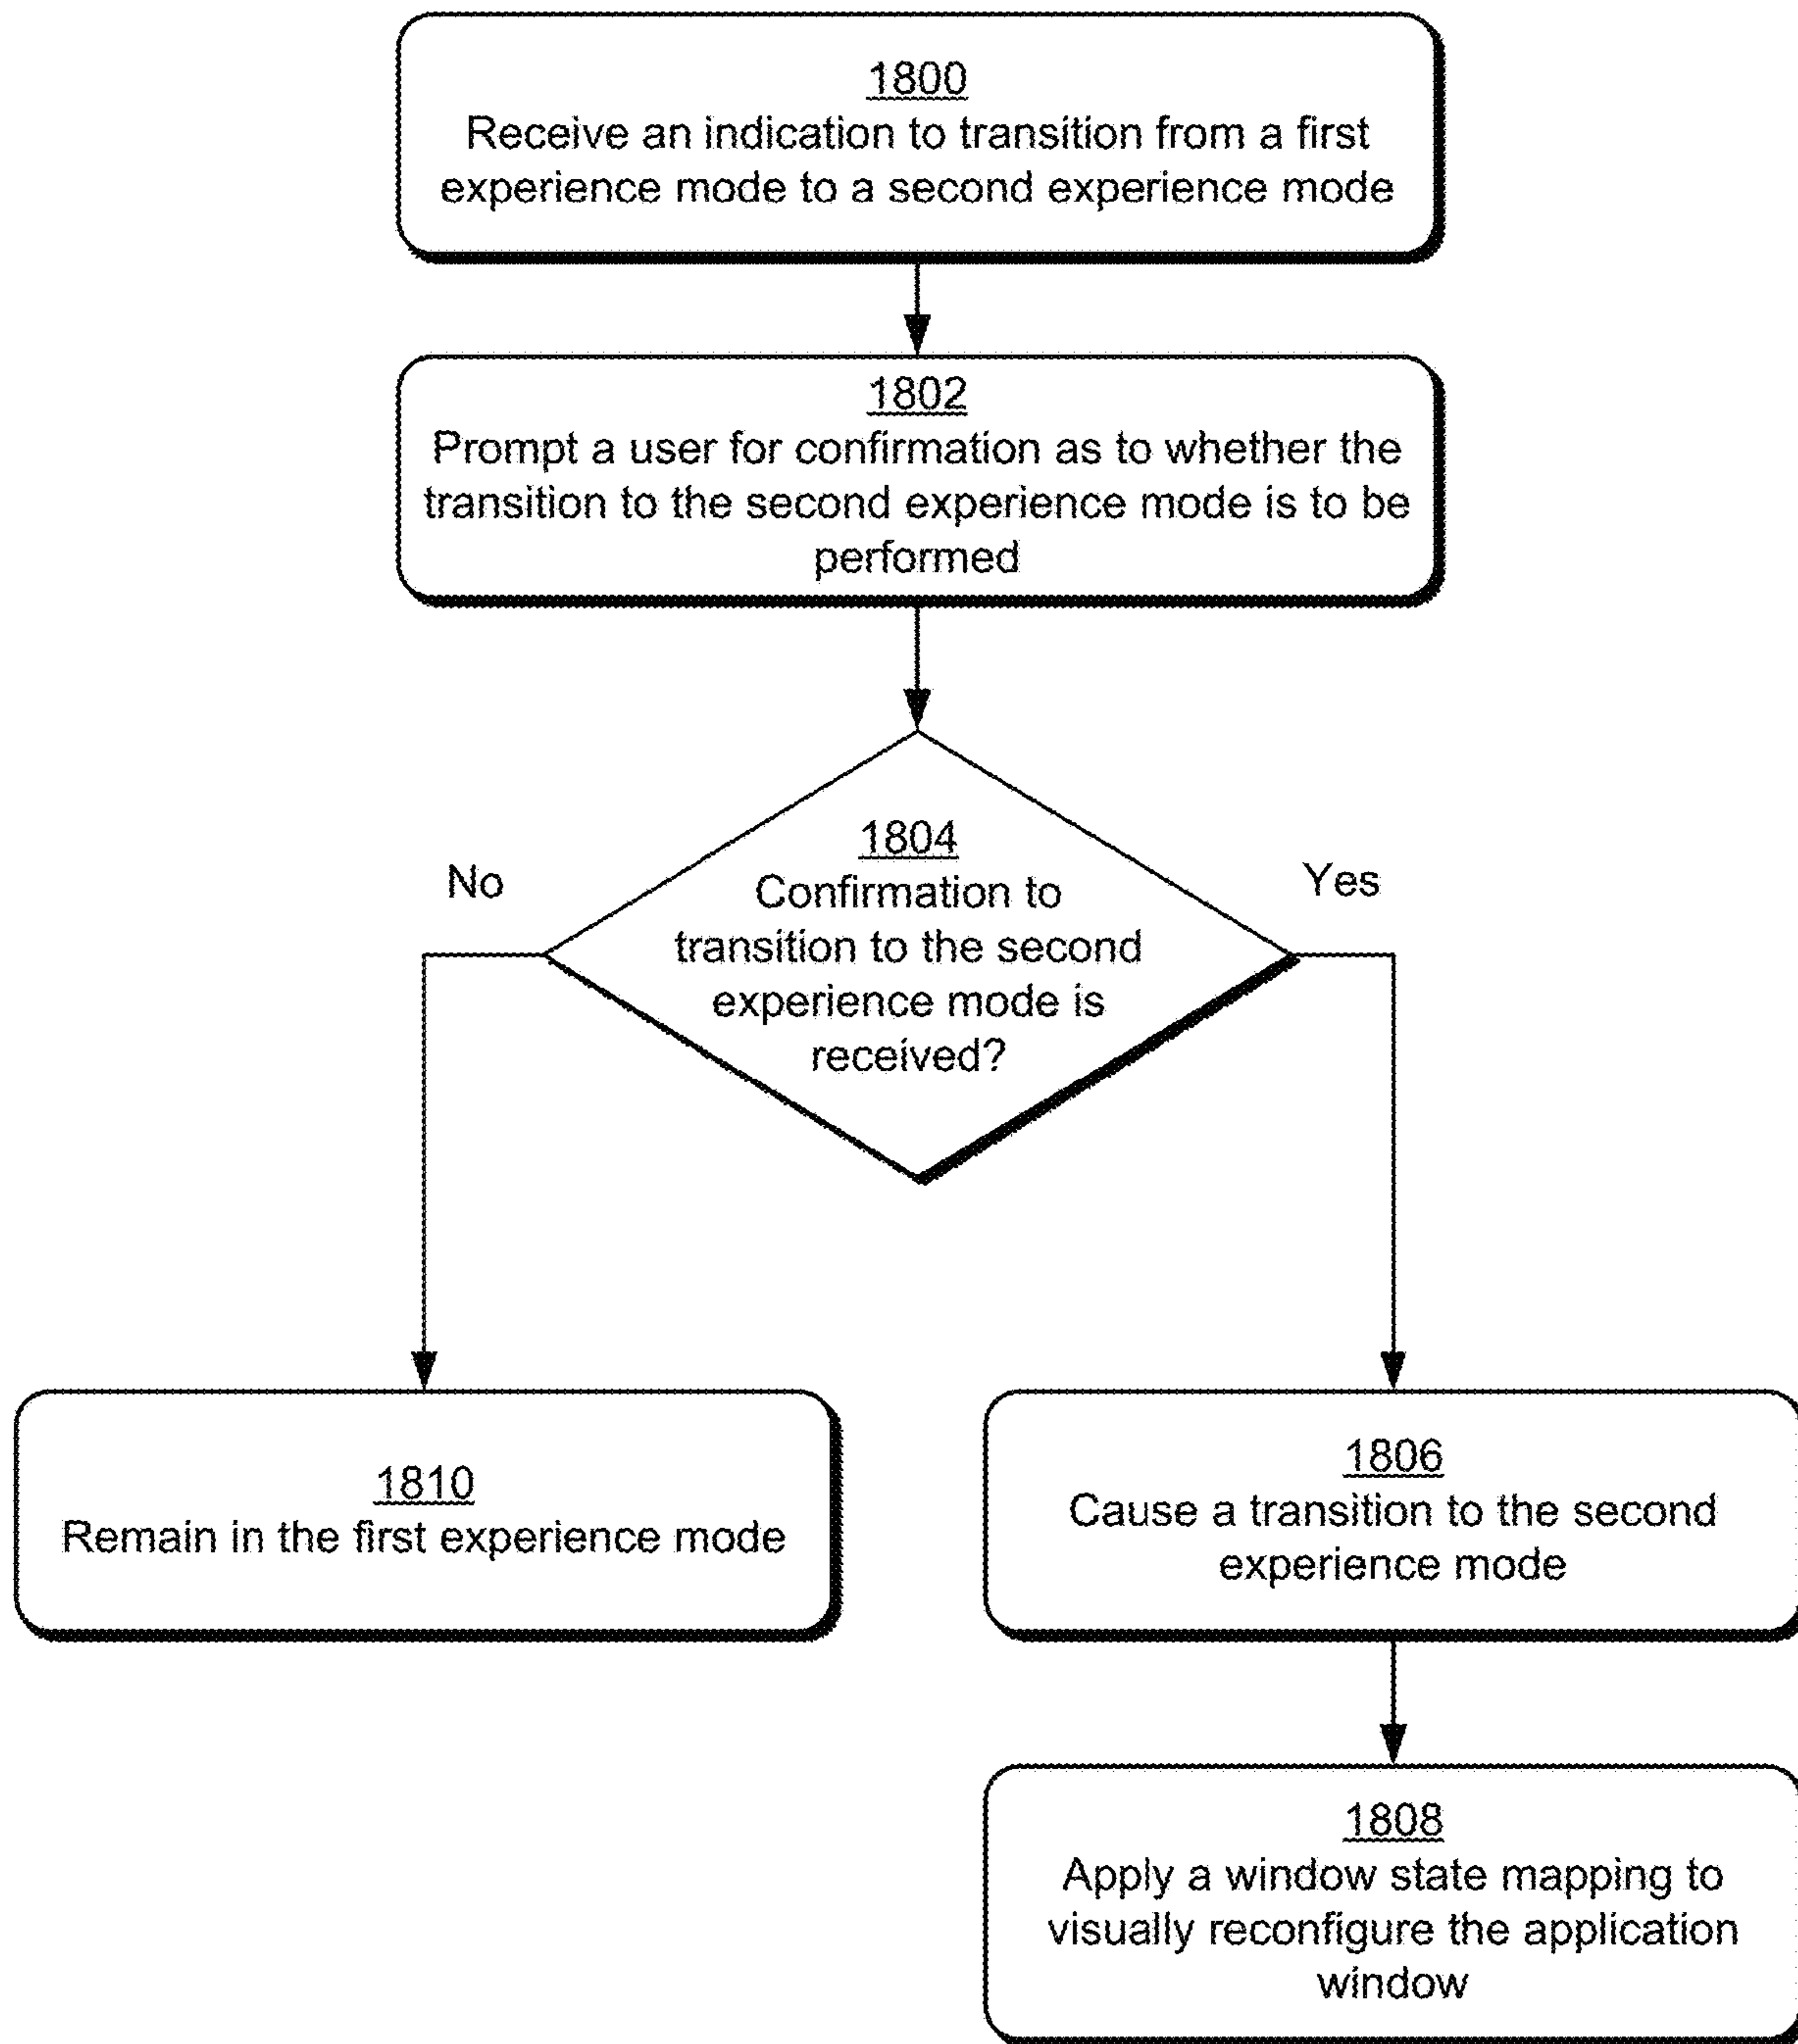 1800
Receive an indication to transition from a first
experience mode to a second experience mode
1802
Prompt a user for confirmation as to whether the
transition to the second experience mode is to be
performed
1804
Confirmation to
transition to the second
experience mode is
received?
No
Yes
1810
Remain in the first experience mode
1806
Cause a transition to the second
experience mode
1808
Apply a window state mapping to
visually reconfigure the application
window